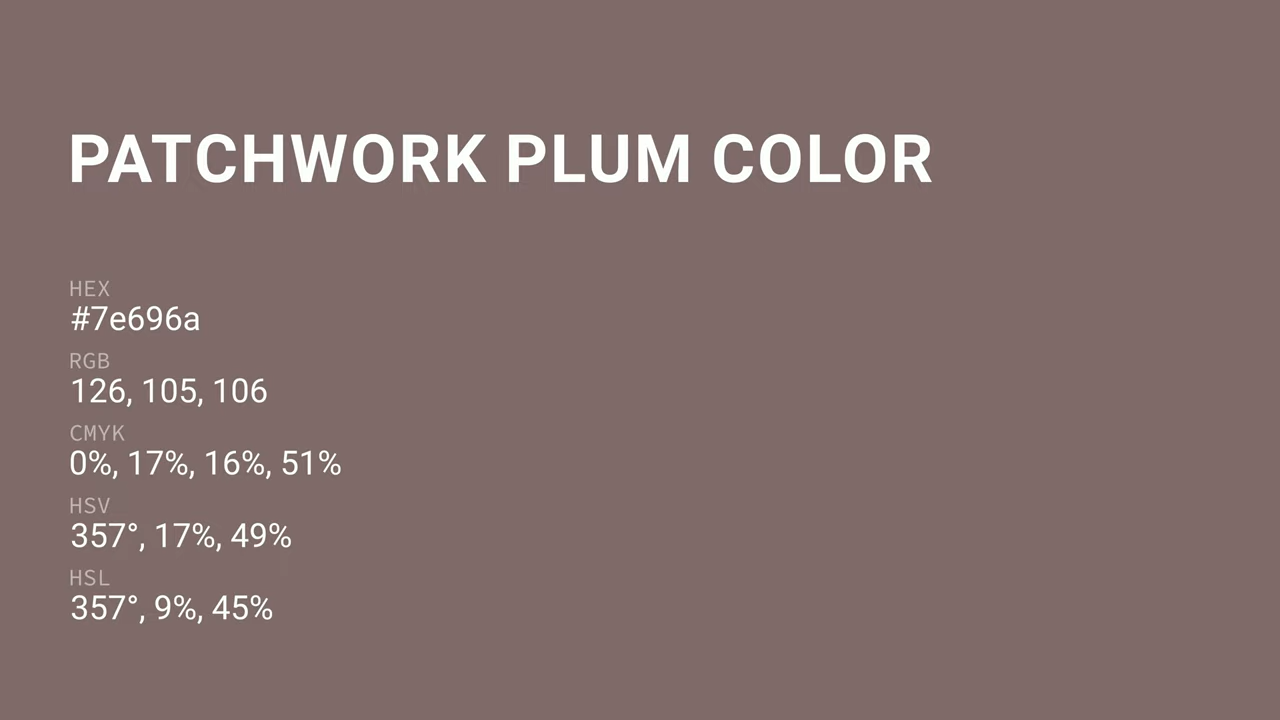 PATCHWORK PLUM COLOR
HEX
#7e696a
RGB
126, 105, 106
CMYK
0%, 17%, 16%, 51%
HSV
357°, 17%, 49%
HSL
357°, 9%, 45%